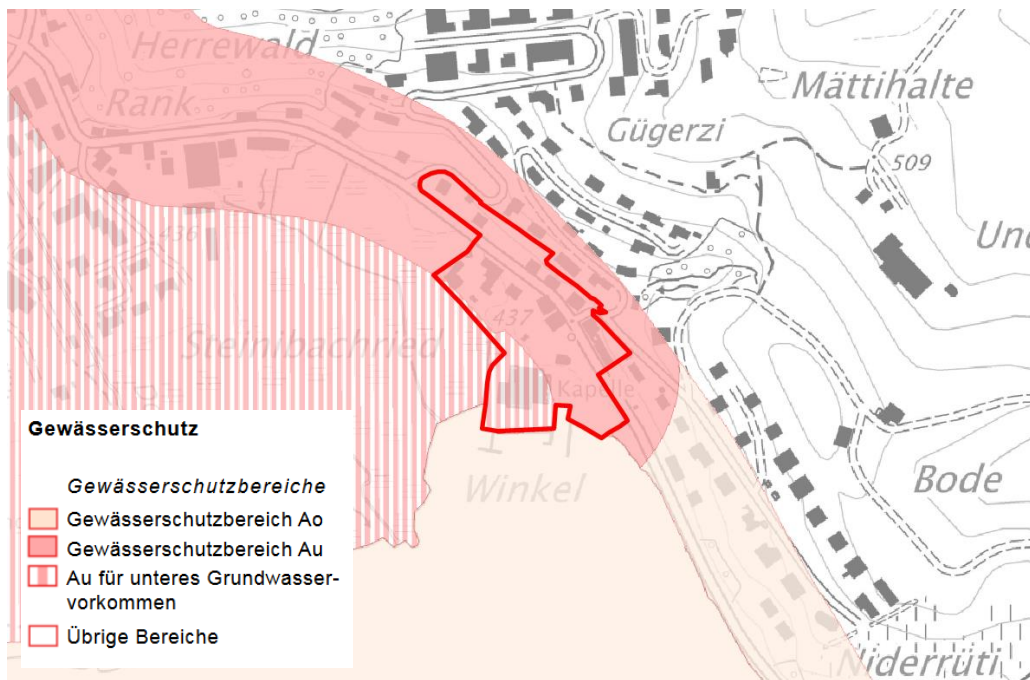 Herrewald
Rank
Mättihalte
Gügerzi
509
Und
436
437
Steinibachried
Kapelle
Winkel
Bode
Niderrüti
Gewässerschutz
Gewässerschutzbereiche
Gewässerschutzbereich Ao
Gewässerschutzbereich Au
Au für unteres Grundwasser-
vorkommen
Übrige Bereiche